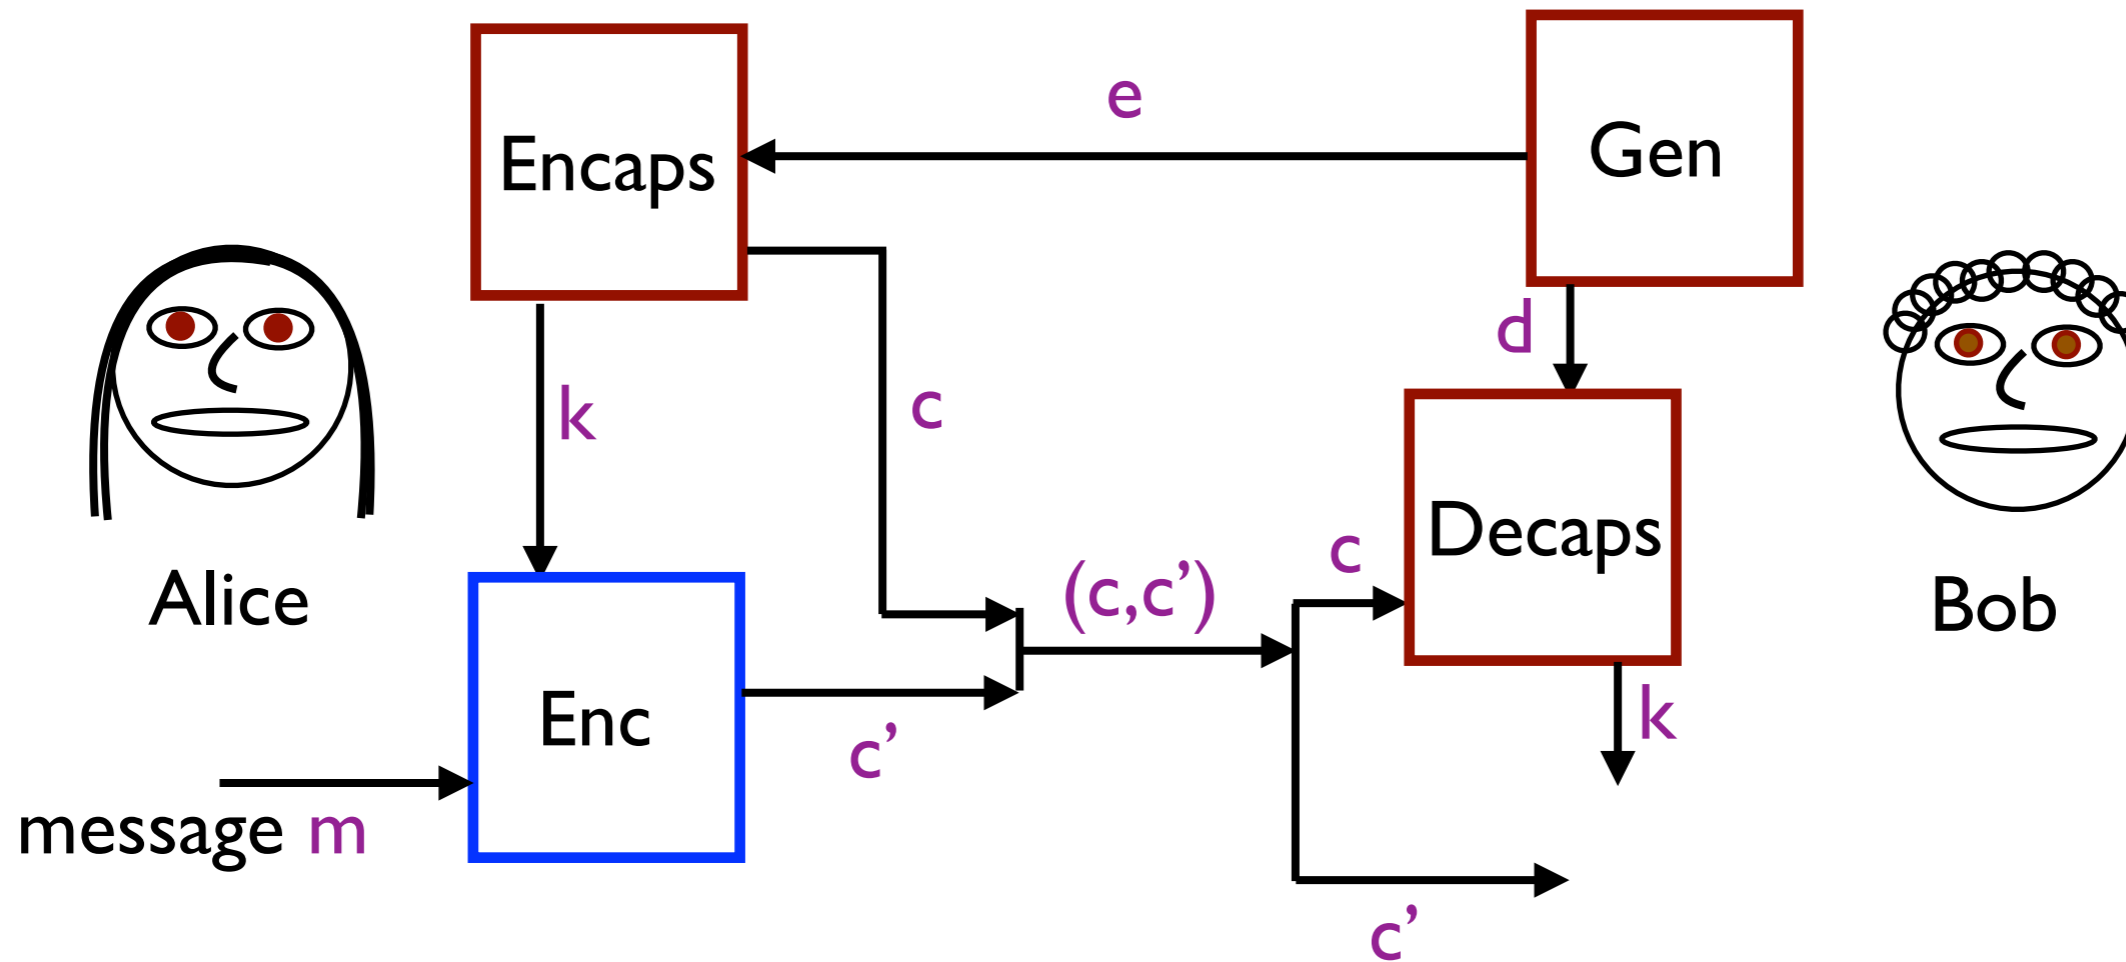 e
Encaps
Gen
d
k
c
c
Decaps
(c,c’)
Alice
Bob
Enc
k
c’
message m
c’